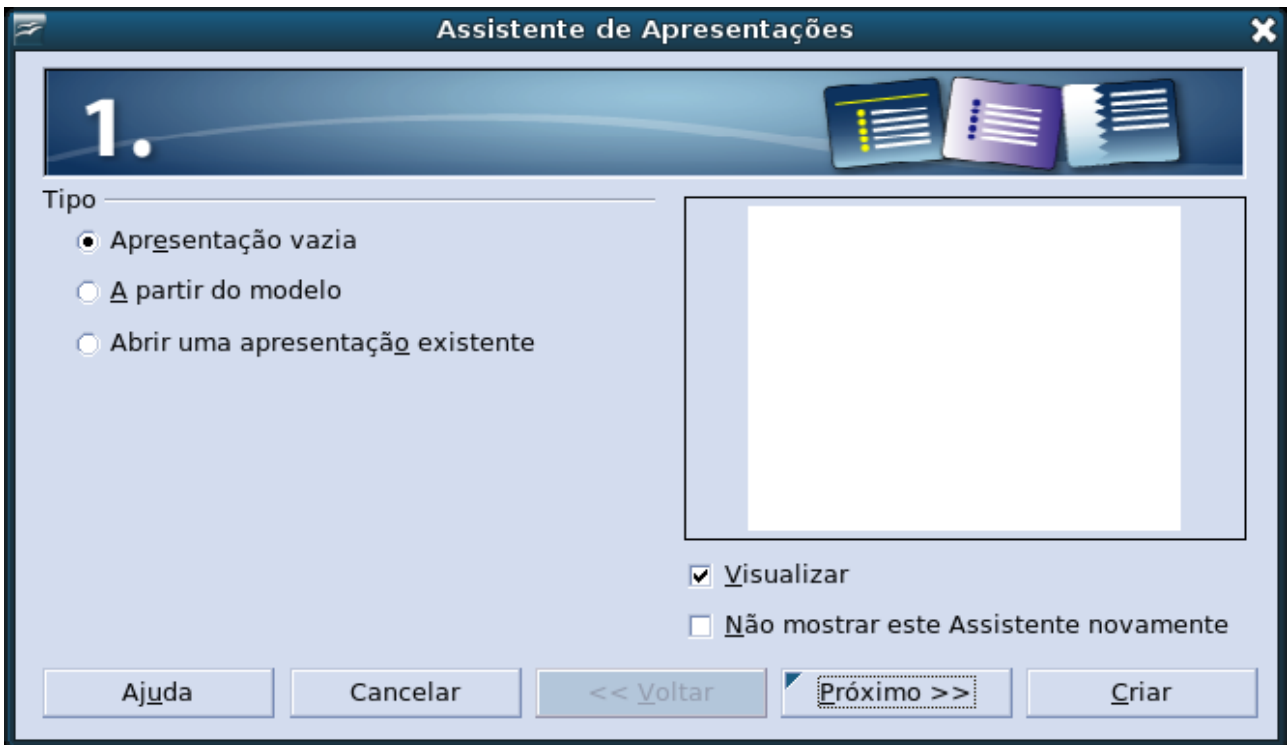 Assistente de Apresentações
1.
Tipo
Apresentação vazia
A partir do modelo
Abrir uma apresentação existente
Visualizar
Não mostrar este Assistente novamente
Ajuda
Cancelar
<< Voltar
Próximo >>
Criar